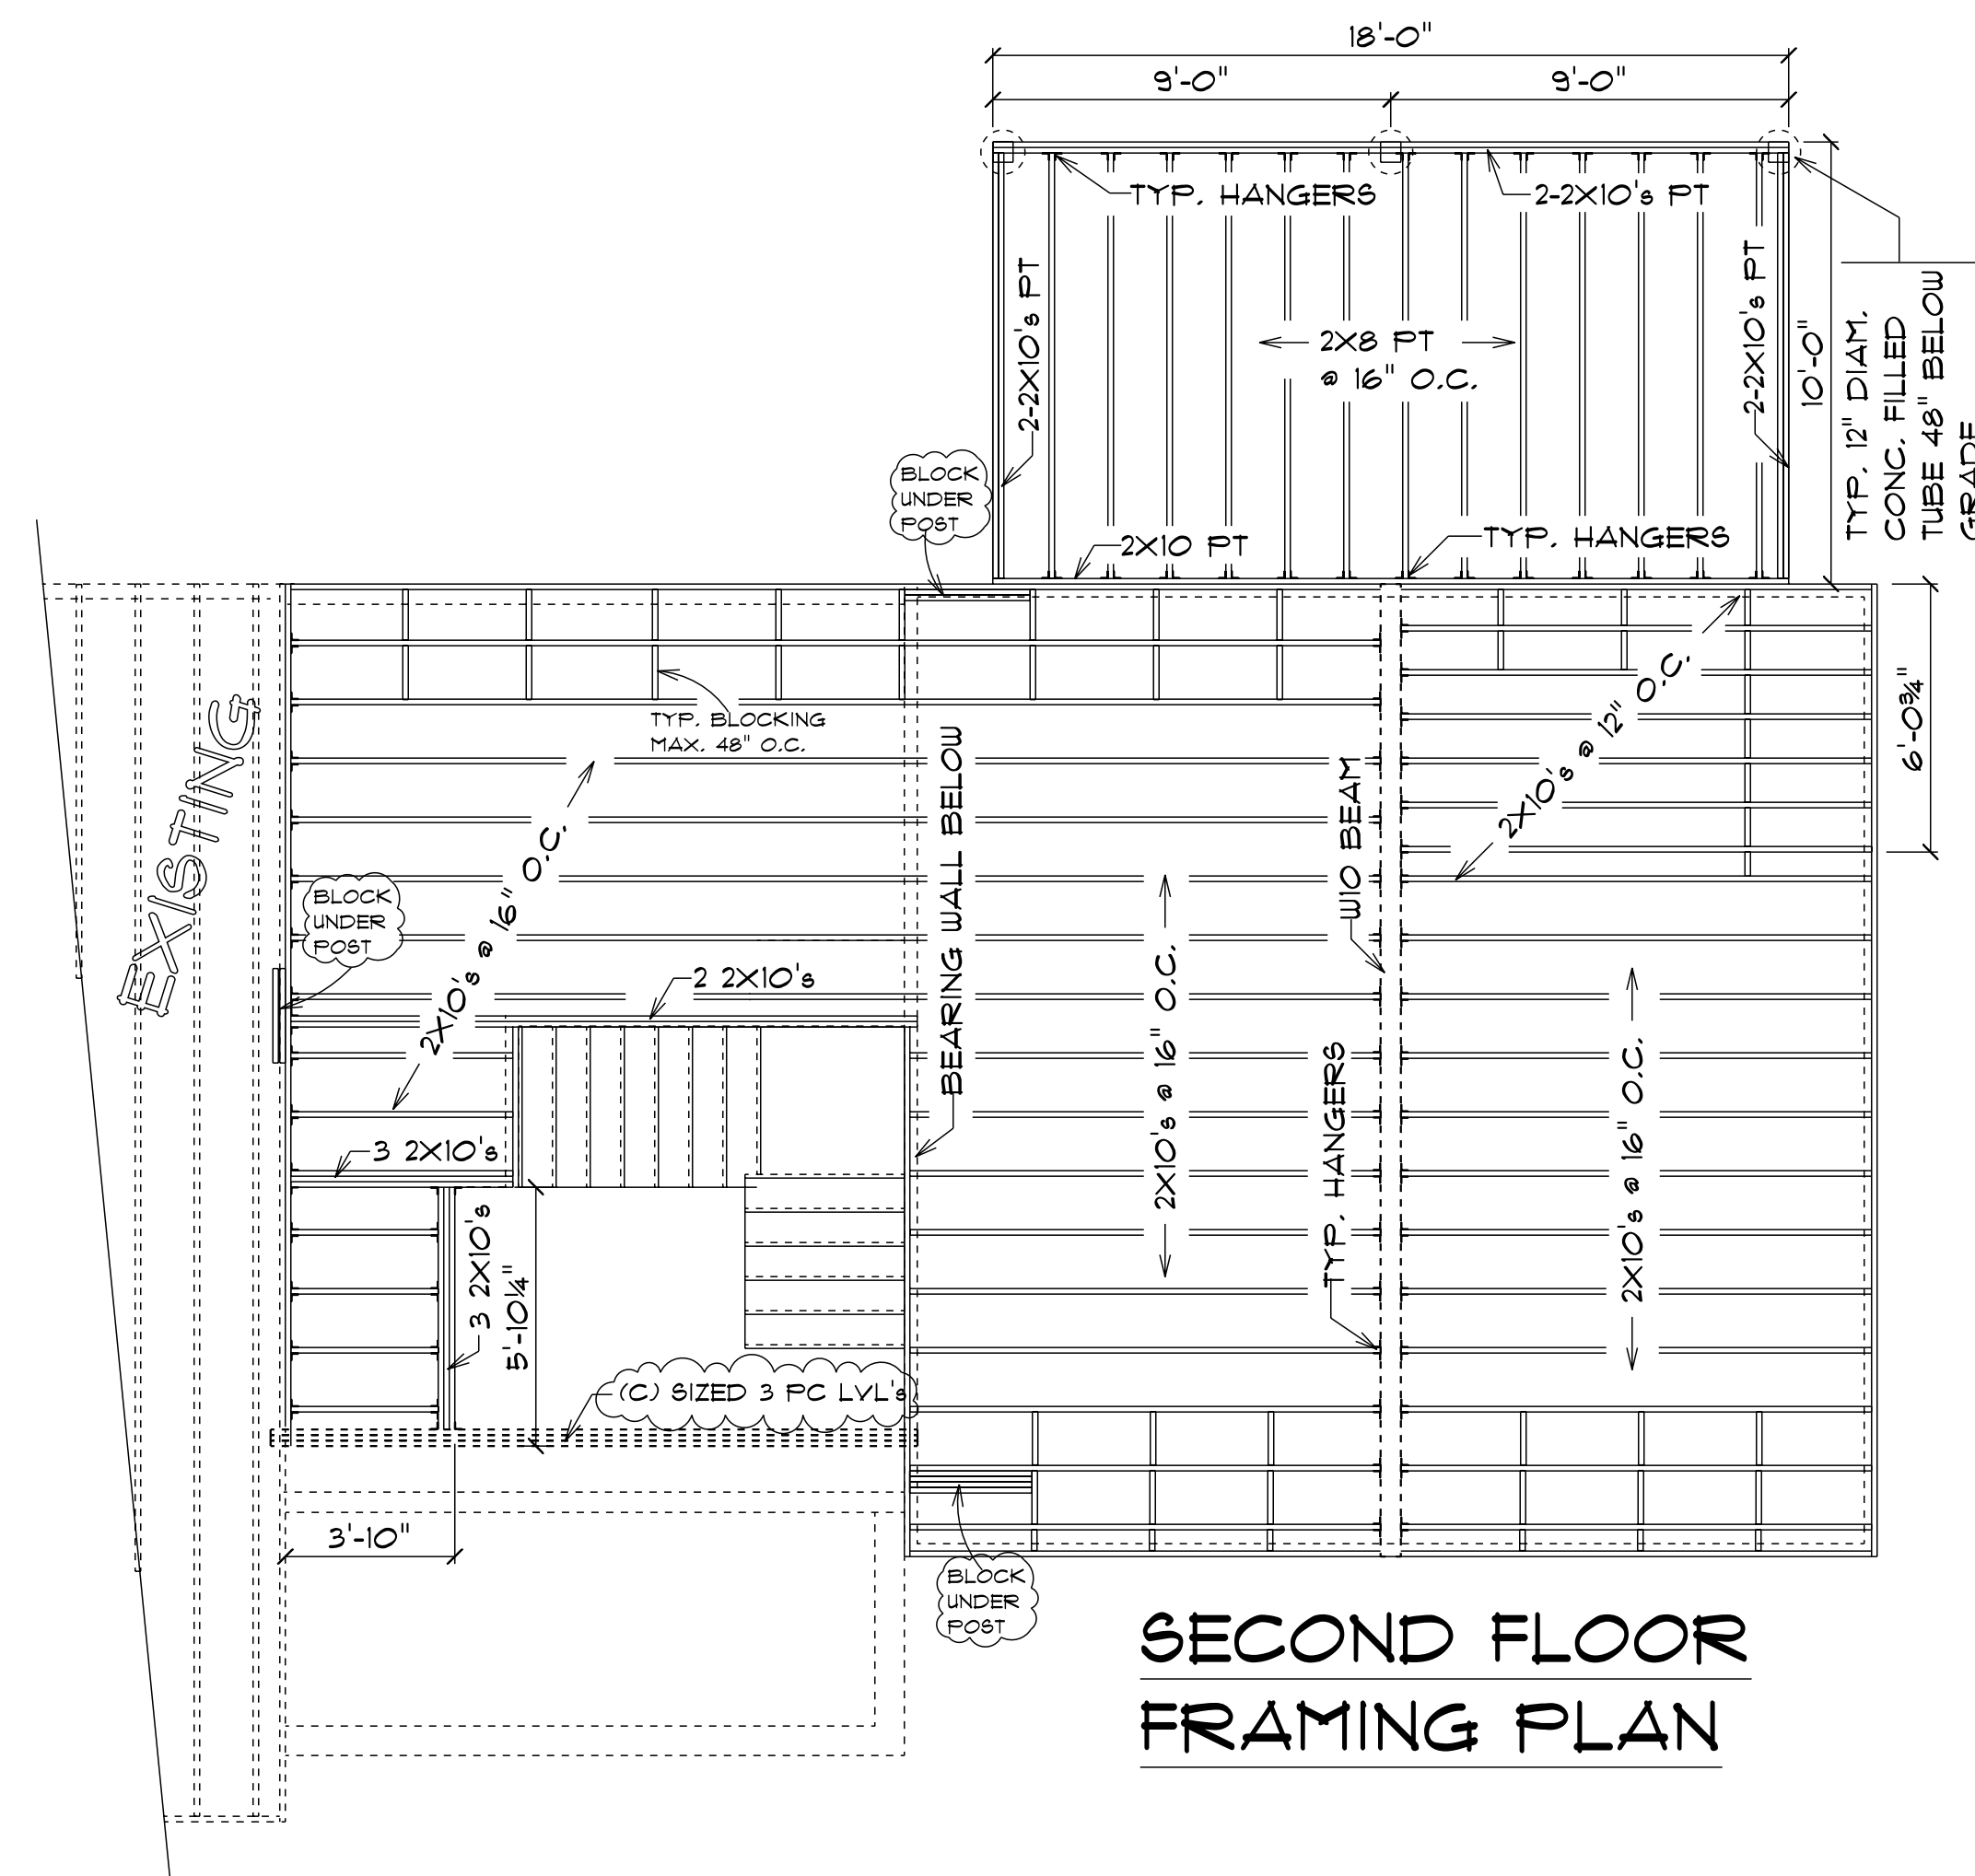 18'-0"
9'-0"
9'-0"
TYP. HANGERS
2-2X10's PT
2-2X10's PT
2-2X10's PT
10'-0"
TYP. 12" DIAM.
CONC. FILLED
TUBE 48" BELOW
GRADE
2X8 PT
@ 16" O.C.
BLOCK
UNDER
POST
2X10 PT
TYP. HANGERS
TYP. BLOCKING
MAX. 48" O.C.
EXISTING
2X10's @ 16" O.C.
BLOCK
UNDER
POST
BEARING WALL BELOW
W10 BEAM
2X10's @ 12" O.C.
6'-0¾"
2 2X10's
2X10's @ 16" O.C.
TYP. HANGERS
2X10's @ 16" O.C.
3 2X10's
3 2X10's
5'-10¼"
(C) SIZED 3 PC LVL's
3'-10"
BLOCK
UNDER
POST
SECOND FLOOR
FRAMING PLAN